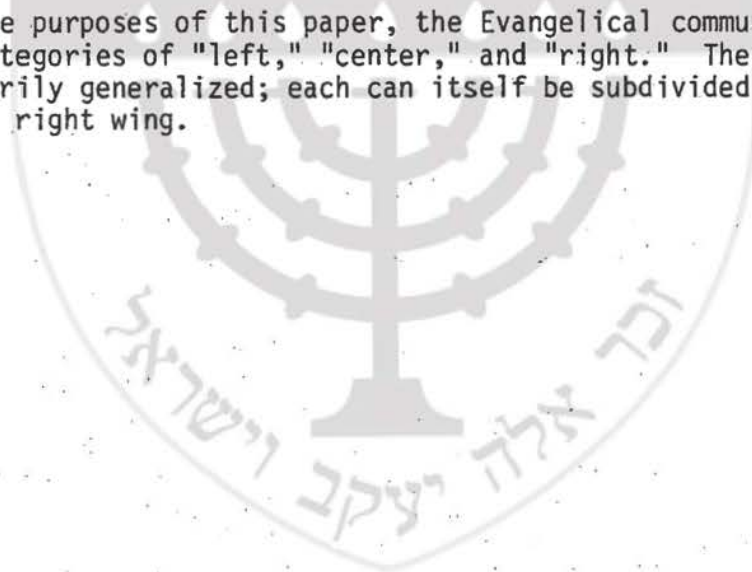 e purposes of this paper, the Evangelical commu
tegories of "left," "center," and "right." The
rily generalized; each can itself be subdivided
right wing.
זכר אלה יעקב וישראל